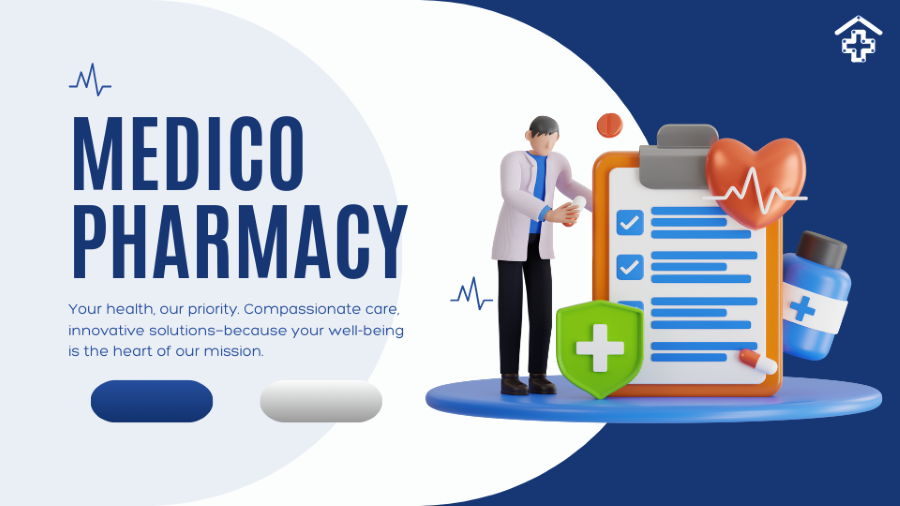 MEDICO
PHARMACY
Your health, our priority. Compassionate care,
innovative solutions—because your well-being
is the heart of our mission.